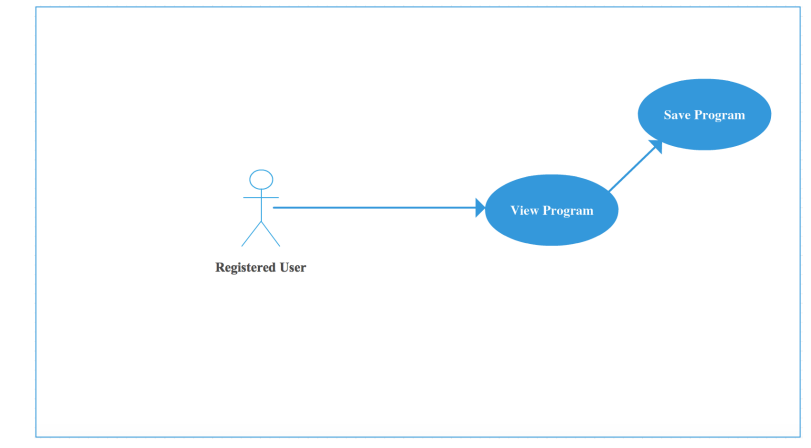 Save Program
View Program
Registered User